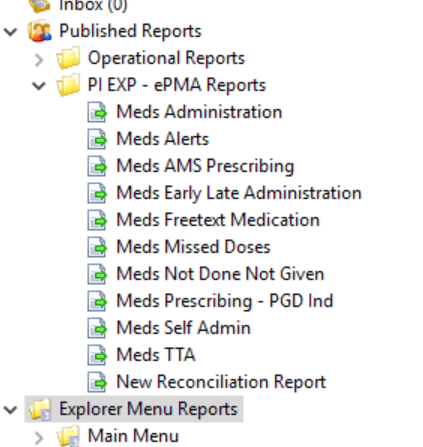 Inbox (0)
Published Reports
Operational Reports
PI EXP - ePMA Reports
Meds Administration
Meds Alerts
Meds AMS Prescribing
Meds Early Late Administration
Meds Freetext Medication
Meds Missed Doses
Meds Not Done Not Given
Meds Prescribing - PGD Ind
Meds Self Admin
Meds TTA
New Reconciliation Report
Explorer Menu Reports
Main Menu